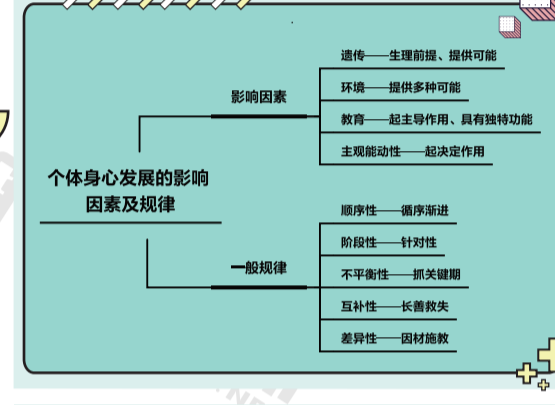 个体身心发展的影响
因素及规律
影响因素
遗传——生理前提、提供可能
环境——提供多种可能
教育——起主导作用、具有独特功能
主观能动性——起决定作用
一般规律
顺序性——循序渐进
阶段性——针对性
不平衡性——抓关键期
互补性——长善救失
差异性——因材施教